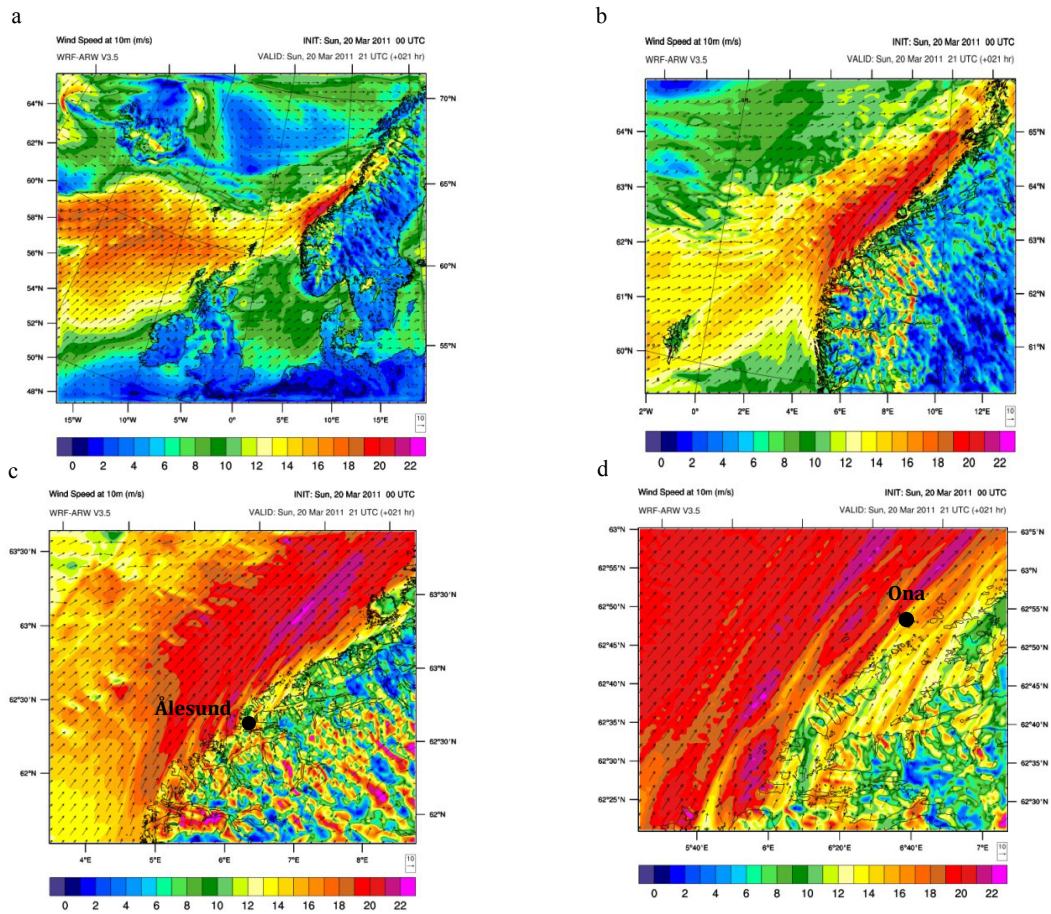 a
Wind Speed at 10m (m/s) INIT: Sun, 20 Mar 2011 00 UTC
WRF-ARW V3.5 VALID: Sun, 20 Mar 2011 21 UTC (+021 hr)
64°N 70°N
62°N
60°N 65°N
58°N
56°N
60°N
54°N
52°N
55°N
50°N
48°N
15°W 10°W 5°W 0° 5°E 10°E 15°E
10
0 2 4 6 8 10 12 14 16 18 20 22
b
Wind Speed at 10m (m/s) INIT: Sun, 20 Mar 2011 00 UTC
WRF-ARW V3.5 VALID: Sun, 20 Mar 2011 21 UTC (+021 hr)
64°N 65°N
63°N 64°N
62°N 63°N
61°N 62°N
60°N 61°N
2°W 0° 2°E 4°E 6°E 8°E 10°E 12°E
10
0 2 4 6 8 10 12 14 16 18 20 22
c
Wind Speed at 10m (m/s) INIT: Sun, 20 Mar 2011 00 UTC
WRF-ARW V3.5 VALID: Sun, 20 Mar 2011 21 UTC (+021 hr)
63°30'N
63°30'N
63°N
63°N
62°30'N
Ålesund
62°30'N
62°N
62°N
4°E 5°E 6°E 7°E 8°E
10
0 2 4 6 8 10 12 14 16 18 20 22
d
Wind Speed at 10m (m/s) INIT: Sun, 20 Mar 2011 00 UTC
WRF-ARW V3.5 VALID: Sun, 20 Mar 2011 21 UTC (+021 hr)
63°N 63°5'N
62°55'N 63°N
Ona
62°50'N 62°55'N
62°45'N 62°50'N
62°40'N 62°45'N
62°35'N 62°40'N
62°30'N 62°35'N
62°25'N 62°30'N
5°40'E 6°E 6°20'E 6°40'E 7°E
10
0 2 4 6 8 10 12 14 16 18 20 22